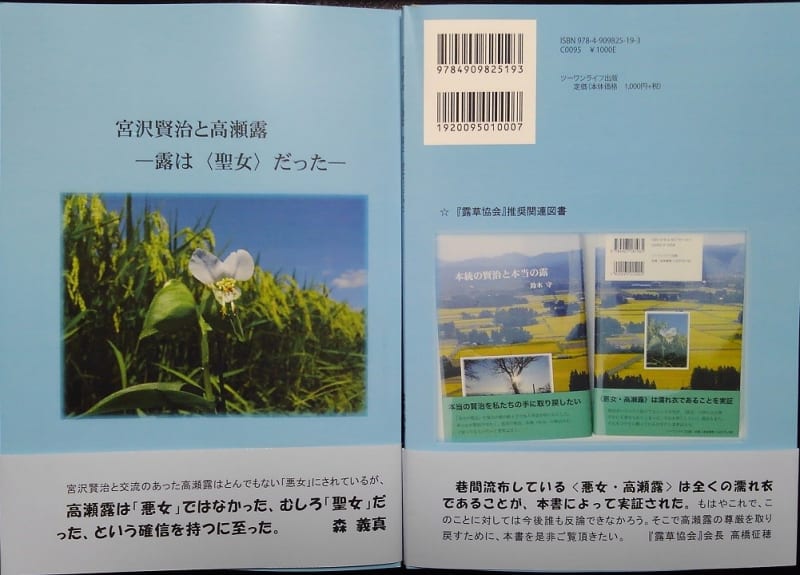 宮沢賢治と高瀬露
―露は〈聖女〉だった―
宮沢賢治と交流のあった高瀬露はとんでもない「悪女」にされているが、
高瀬露は「悪女」ではなかった、むしろ「聖女」だ
った、という確信を持つに至った。 森 義真
9784909825193
1920095010007
ISBN 978-4-909825-19-3
C0095 ¥1000E
ツーワンライフ出版
定価(本体価格 1,000円+税)
☆『露草協会』推奨関連図書
本統の賢治と本当の露
鈴木 守
本当の賢治を私たちの手に取り戻したい
《悪女・高瀬露》は濡れ衣であることを実証
巷間流布している〈悪女・高瀬露〉は全くの濡れ衣
であることが、本書によって実証された。もはやこれで、こ
のことに対しては今後誰も反論できなかろう。そこで高瀬露の尊厳を取り
戻すために、本書を是非ご覧頂きたい。 『露草協会』会長 高橋征穂